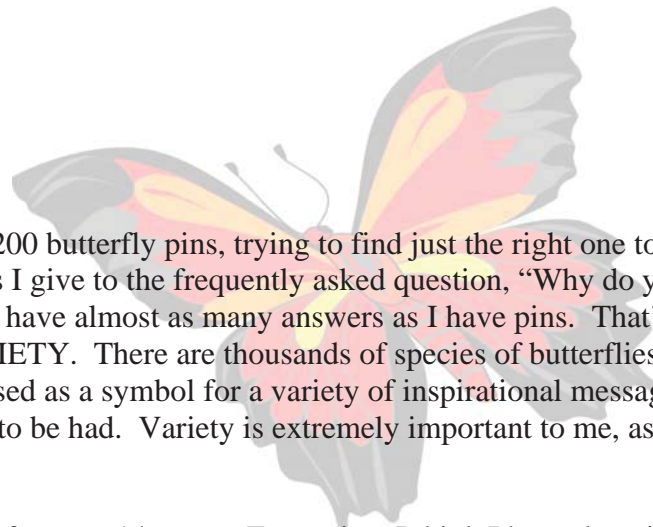 200 butterfly pins, trying to find just the right one to
s I give to the frequently asked question, “Why do y
have almost as many answers as I have pins. That’
IETY. There are thousands of species of butterflies
sed as a symbol for a variety of inspirational messag
to be had. Variety is extremely important to me, as